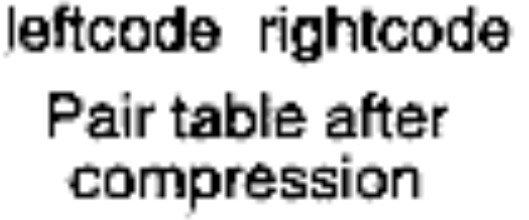 leftcode rightcode
Pair table after
compression